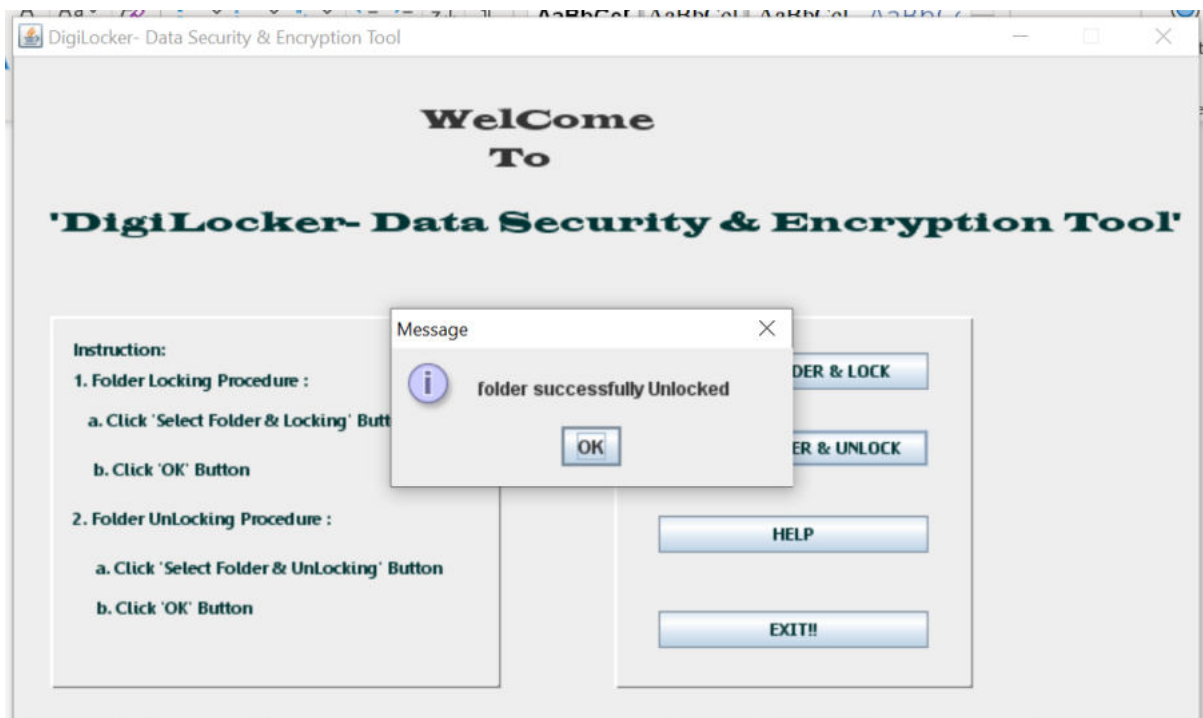 DigiLocker- Data Security & Encryption Tool
WelCome
To
'DigiLocker- Data Security & Encryption Tool'
Instruction:
1. Folder Locking Procedure :
a. Click 'Select Folder & Locking' Butt
b. Click 'OK' Button
2. Folder UnLocking Procedure :
a. Click 'Select Folder & UnLocking' Button
b. Click 'OK' Button
Message
folder successfully Unlocked
OK
DER & LOCK
ER & UNLOCK
HELP
EXIT!!